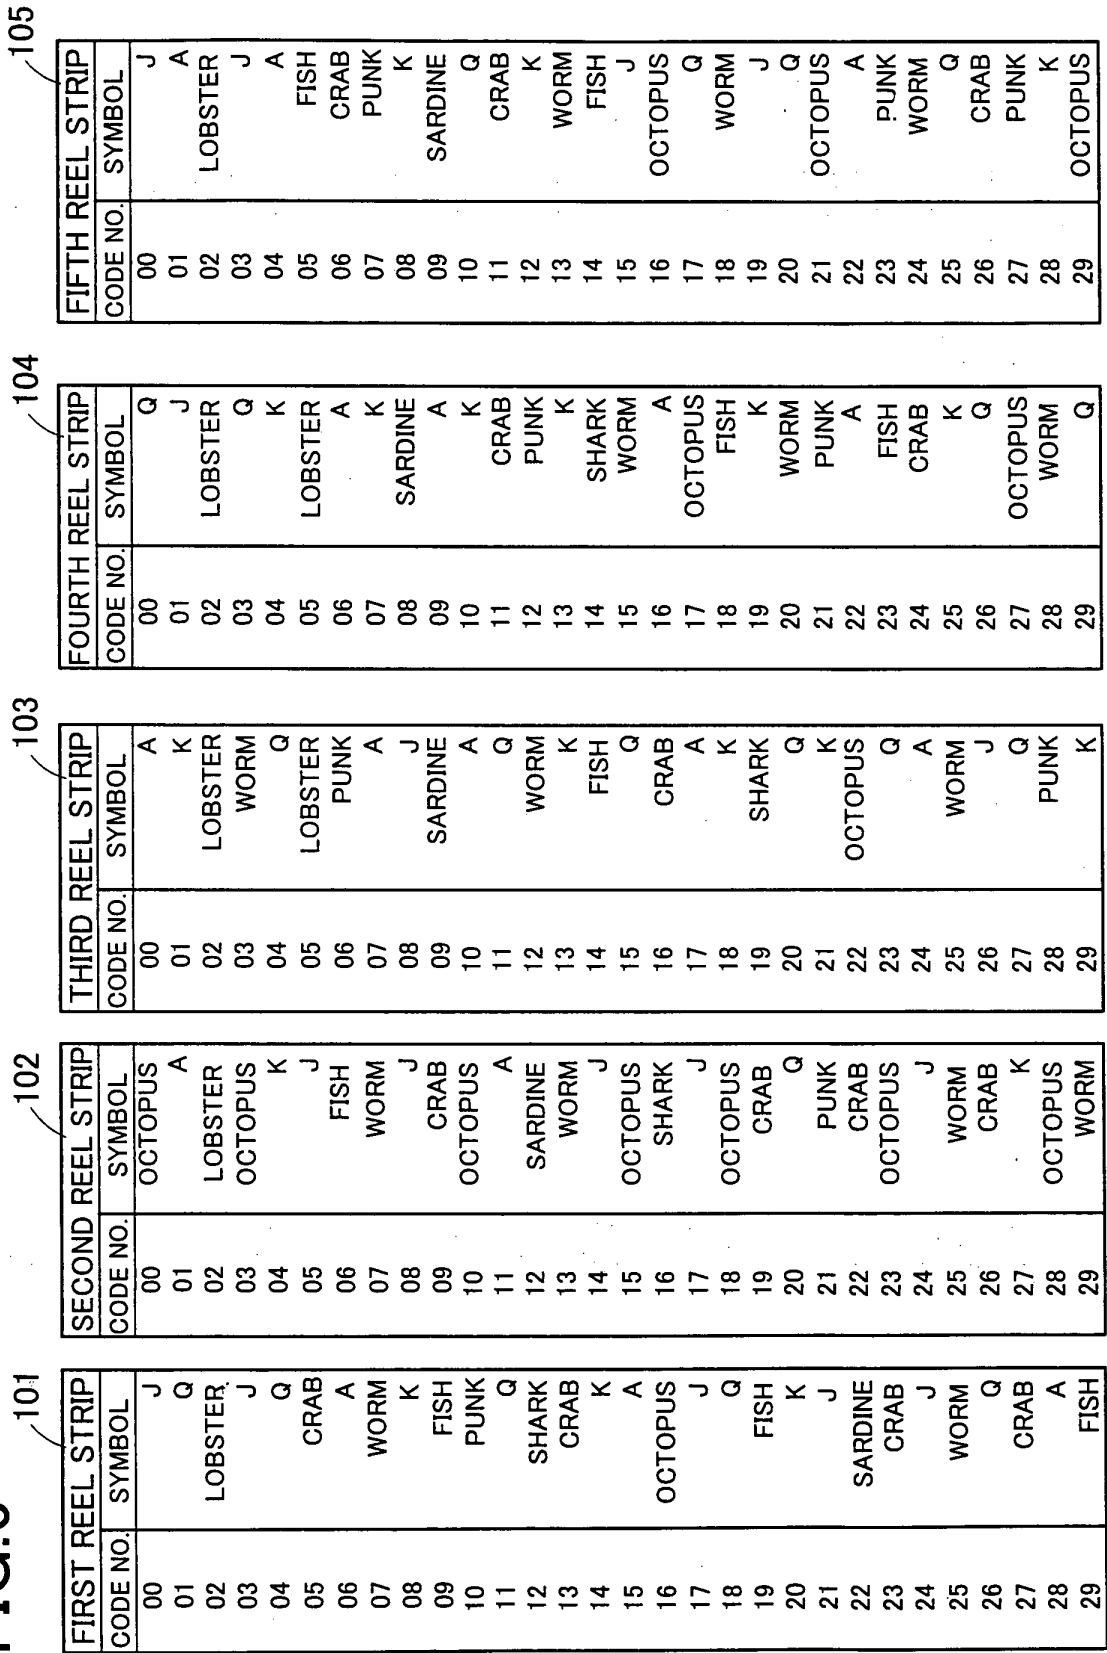 101
FIRST REEL STRIP
CODE NO. SYMBOL
00 J
01 Q
02 LOBSTER
03 J
04 Q
05 CRAB
06 A
07 WORM
08 K
09 FISH
10 PUNK
11 Q
12 SHARK
13 CRAB
14 K
15 A
16 OCTOPUS
17 J
18 Q
19 FISH
20 K
21 J
22 SARDINE
23 CRAB
24 J
25 WORM
26 Q
27 CRAB
28 A
29 FISH
102
SECOND REEL STRIP
CODE NO. SYMBOL
00 OCTOPUS
01 A
02 LOBSTER
03 OCTOPUS
04 K
05 J
06 FISH
07 WORM
08 J
09 CRAB
10 OCTOPUS
11 A
12 SARDINE
13 WORM
14 J
15 OCTOPUS
16 SHARK
17 J
18 OCTOPUS
19 CRAB
20 Q
21 PUNK
22 CRAB
23 OCTOPUS
24 J
25 WORM
26 CRAB
27 K
28 OCTOPUS
29 WORM
103
THIRD REEL STRIP
CODE NO. SYMBOL
00 A
01 K
02 LOBSTER
03 WORM
04 Q
05 LOBSTER
06 PUNK
07 A
08 J
09 SARDINE
10 A
11 Q
12 WORM
13 K
14 FISH
15 Q
16 CRAB
17 A
18 K
19 SHARK
20 Q
21 K
22 OCTOPUS
23 Q
24 A
25 WORM
26 J
27 Q
28 PUNK
29 K
104
FOURTH REEL STRIP
CODE NO. SYMBOL
00 Q
01 J
02 LOBSTER
03 Q
04 K
05 LOBSTER
06 A
07 K
08 SARDINE
09 A
10 K
11 CRAB
12 PUNK
13 K
14 SHARK
15 WORM
16 A
17 OCTOPUS
18 FISH
19 K
20 WORM
21 PUNK
22 A
23 FISH
24 CRAB
25 K
26 Q
27 OCTOPUS
28 WORM
29 Q
105
FIFTH REEL STRIP
CODE NO. SYMBOL
00 J
01 A
02 LOBSTER
03 J
04 A
05 FISH
06 CRAB
07 PUNK
08 K
09 SARDINE
10 Q
11 CRAB
12 K
13 WORM
14 FISH
15 J
16 OCTOPUS
17 Q
18 WORM
19 J
20 Q
21 OCTOPUS
22 A
23 PUNK
24 WORM
25 Q
26 CRAB
27 PUNK
28 K
29 OCTOPUS